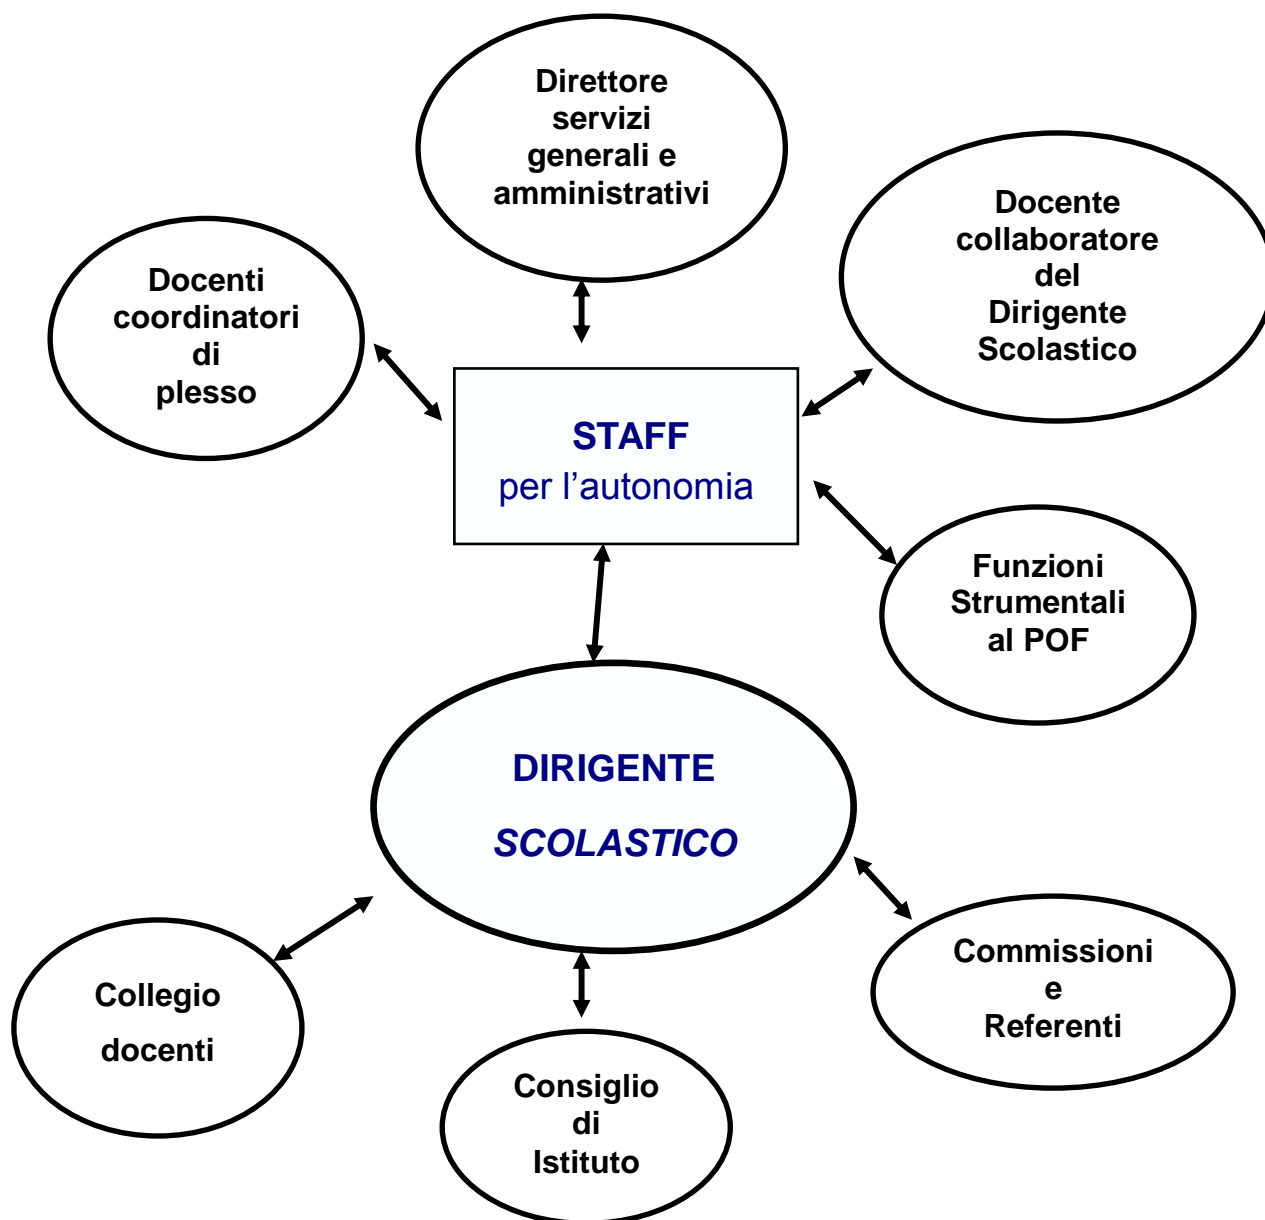 Direttore
servizi
generali e
amministrativi
Docente
collaboratore
del
Dirigente
Scolastico
Docenti
coordinatori
di
plesso
STAFF
per l’autonomia
Funzioni
Strumentali
al POF
DIRIGENTE
SCOLASTICO
Collegio
docenti
Commissioni
e
Referenti
Consiglio
di
Istituto